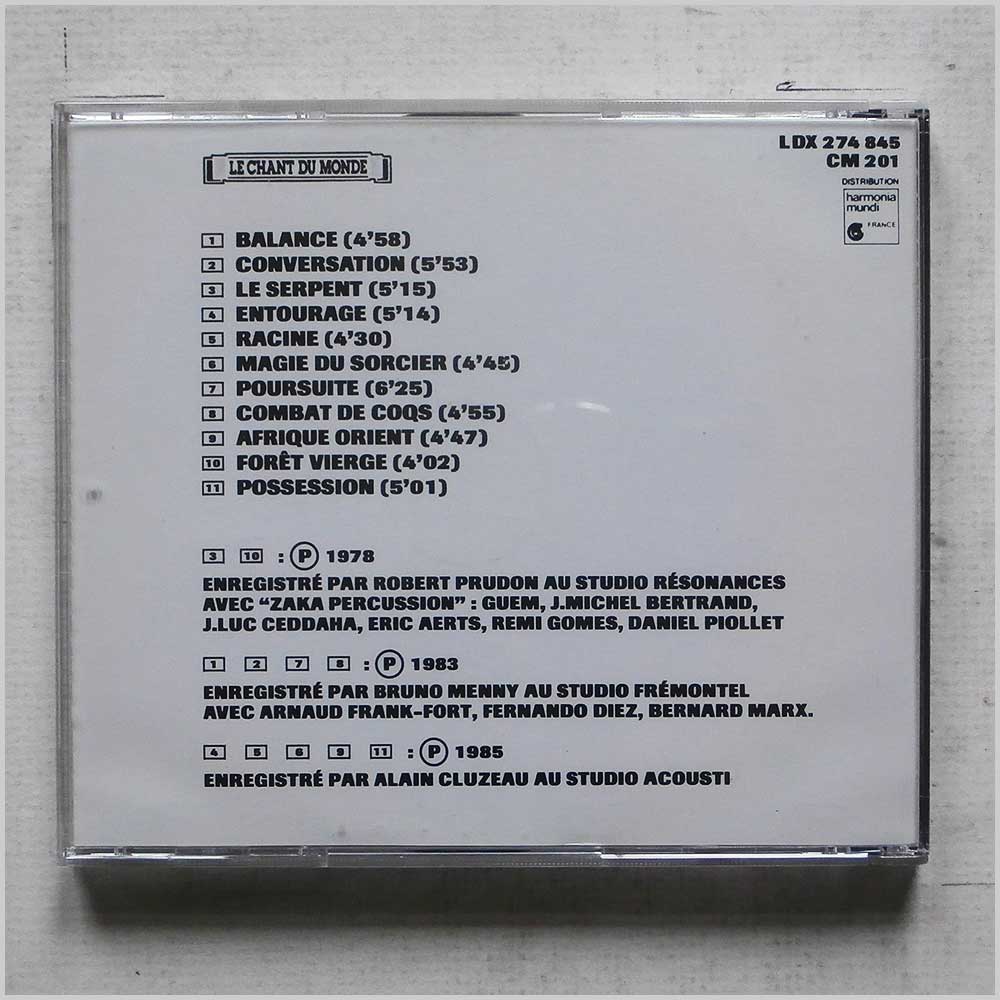 LE CHANT DU MONDE
LDX 274 845
CM 201
DISTRIBUTION
harmonia
mundi
FRANCE
1 BALANCE (4'58)
2 CONVERSATION (5'53)
3 LE SERPENT (5'15)
4 ENTOURAGE (5'14)
5 RACINE (4'30)
6 MAGIE DU SORCIER (4'45)
7 POURSUITE (6'25)
8 COMBAT DE COQS (4'55)
9 AFRIQUE ORIENT (4'47)
10 FORÊT VIERGE (4'02)
11 POSSESSION (5'01)
3 10 : Ⓟ 1978
ENREGISTRÉ PAR ROBERT PRUDON AU STUDIO RÉSONANCES
AVEC "ZAKA PERCUSSION" : GUEM, J.MICHEL BERTRAND,
J.LUC CEDDAHA, ERIC AERTS, REMI GOMES, DANIEL PIOLLET
1 2 7 8 : Ⓟ 1983
ENREGISTRÉ PAR BRUNO MENNY AU STUDIO FRÉMONTEL
AVEC ARNAUD FRANK-FORT, FERNANDO DIEZ, BERNARD MARX.
4 5 6 9 11 : Ⓟ 1985
ENREGISTRÉ PAR ALAIN CLUZEAU AU STUDIO ACOUSTI